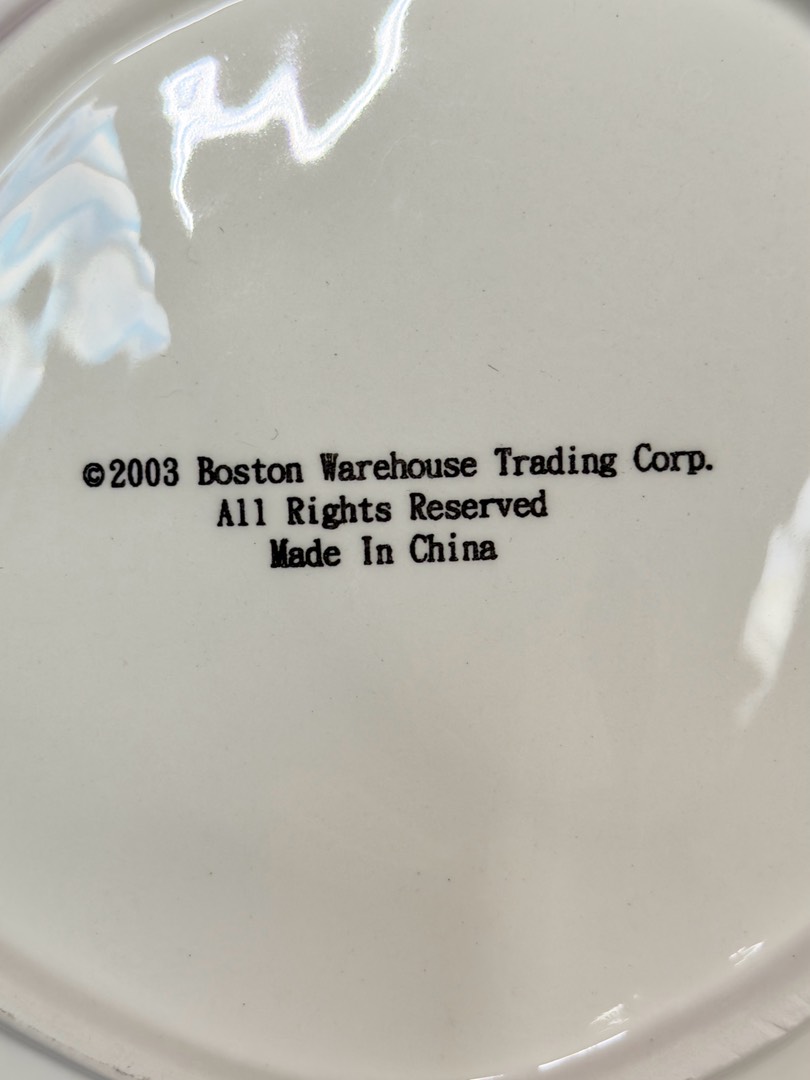 ©2003 Boston Warehouse Trading Corp.
All Rights Reserved
Made In China